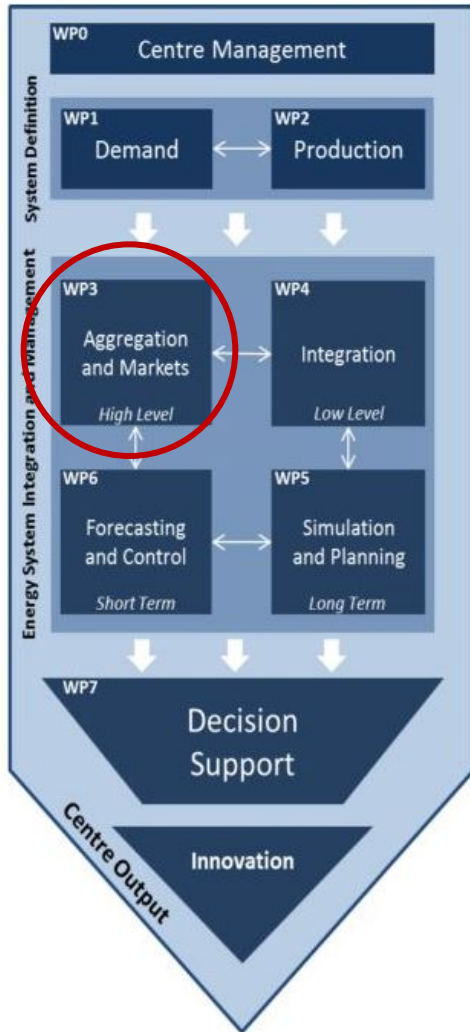 WP0
Centre Management
System Definition
WP1
Demand
WP2
Production
Energy System Integration and Management
WP3
Aggregation
and Markets
High Level
WP4
Integration
Low Level
WP6
Forecasting
and Control
Short Term
WP5
Simulation
and Planning
Long Term
WP7
Decision
Support
Centre Output
Innovation